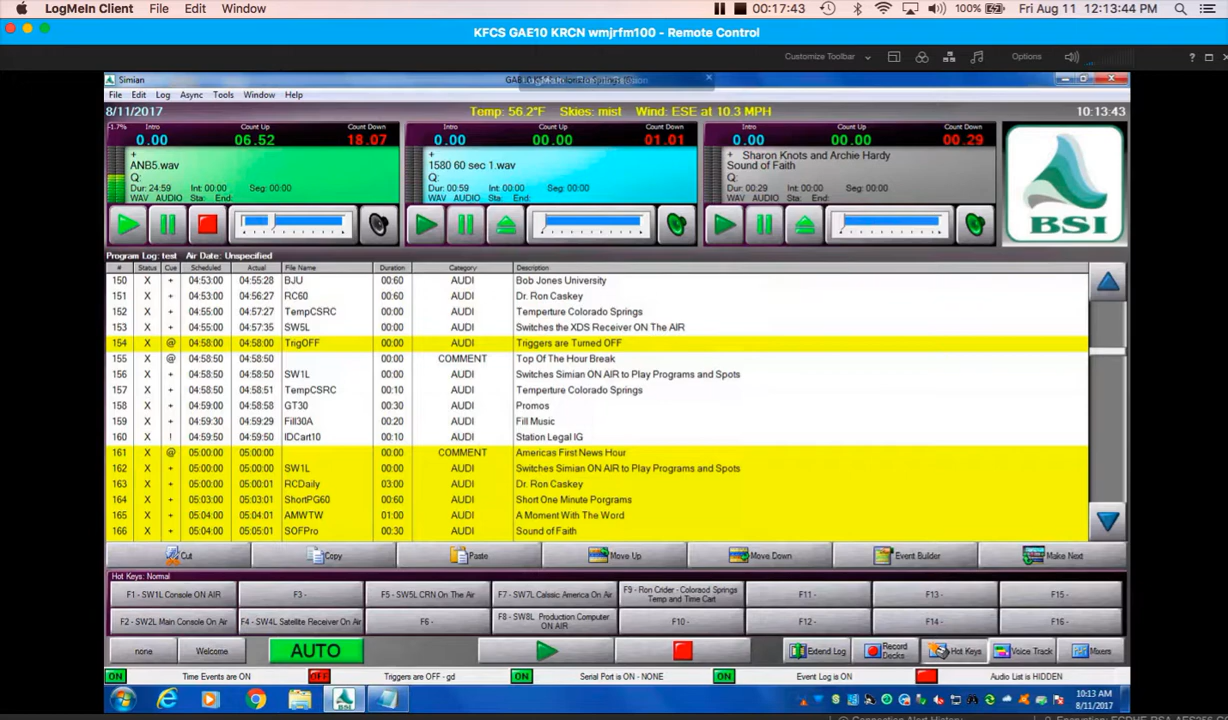 LogMeIn Client File Edit Window 00:17:43 100% Fri Aug 11 12:13:44 PM
KFCS GAE10 KRCN wmjrfm100 - Remote Control
Customize Toolbar Options ?
Simian
File Edit Log Async Tools Window Help
8/11/2017 Temp: 56.2°F Skies: mist Wind: ESE at 10.3 MPH 10:13:43
-1.7% Intro Count Up Count Down Intro Count Up Count Down Intro Count Up Count Down
0.00 06.52 18.07 0.00 00.00 01.01 0.00 00.00 00.29
+ + + Sharon Knots and Archie Hardy
ANB5.wav 1580 60 sec 1.wav Sound of Faith
Q: Q: Q:
Dur: 24:59 Int: 00:00 Seg: 00:00 Dur: 00:59 Int: 00:00 Seg: 00:00 Dur: 00:29 Int: 00:00 Seg: 00:00
WAV AUDIO Sta: End: WAV AUDIO Sta: End: WAV AUDIO Sta: End:
BSI
Program Log: test Air Date: Unspecified
# Status Cue Scheduled Actual File Name Duration Category Description
150 X + 04:53:00 04:55:28 BJU 00:60 AUDI Bob Jones University
151 X + 04:53:00 04:56:27 RC60 00:60 AUDI Dr. Ron Caskey
152 X + 04:55:00 04:57:27 TempCSRC 00:00 AUDI Temperture Colorado Springs
153 X + 04:55:00 04:57:35 SW5L 00:00 AUDI Switches the XDS Receiver ON The AIR
154 X @ 04:58:00 04:58:00 TrigOFF 00:00 AUDI Triggers are Turned OFF
155 X @ 04:58:50 04:58:50 00:00 COMMENT Top Of The Hour Break
156 X + 04:58:50 04:58:50 SW1L 00:00 AUDI Switches Simian ON AIR to Play Programs and Spots
157 X + 04:58:50 04:58:51 TempCSRC 00:10 AUDI Temperture Colorado Springs
158 X + 04:59:00 04:58:58 GT30 00:30 AUDI Promos
159 X + 04:59:30 04:59:29 Fill30A 00:20 AUDI Fill Music
160 X ! 04:59:50 04:59:50 IDCart10 00:10 AUDI Station Legal IG
161 X @ 05:00:00 05:00:00 00:00 COMMENT Americas First News Hour
162 X + 05:00:00 05:00:00 SW1L 00:00 AUDI Switches Simian ON AIR to Play Programs and Spots
163 X + 05:00:00 05:00:01 RCDaily 03:00 AUDI Dr. Ron Caskey
164 X + 05:03:00 05:03:01 ShortPG60 00:60 AUDI Short One Minute Porgrams
165 X + 05:04:00 05:04:00 AMWTW 01:00 AUDI A Moment With The Word
166 X + 05:04:00 05:05:01 SOFPro 00:30 AUDI Sound of Faith
Cut Copy Paste Move Up Move Down Event Builder Make Next
Hot Keys: Normal
F1 - SW1L Console ON AIR F3 - F5 - SW5L CRN On The Air F7 - SW7L Calssic America On Air F9 - Ron Crider - Coloraod Springs Temp and Time Cart F11 - F13 - F15 -
F2 - SW2L Main Console On Air F4 - SW4L Satellite Receiver On Air F6 - F8 - SW8L Production Computer ON AIR F10 - F12 - F14 - F16 -
none Welcome AUTO Extend Log Record Decks Hot Keys Voice Track Mixers
ON Time Events are ON OFF Triggers are OFF - gd ON Serial Port is ON - NONE ON Event Log is ON Audio List is HIDDEN
10:13 AM
8/11/2017